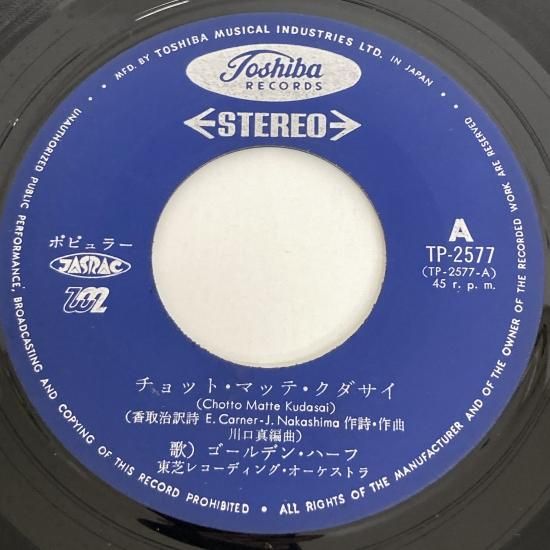 MFD. BY TOSHIBA MUSICAL INDUSTRIES LTD. IN JAPAN
Toshiba
RECORDS
STEREO
A
TP-2577
(TP-2577-A)
45 r. p. m.
ポピュラー
JASRAC
チョット・マッテ・クダサイ
(Chotto Matte Kudasai)
(香取治訳詩 E. Carner-J. Nakashima 作詩・作曲
川口真編曲)
歌) ゴールデン・ハーフ
東芝レコーディング・オーケストラ
ALL RIGHTS OF THE MANUFACTURER AND OF THE OWNER OF THE RECORDED WORK ARE RESERVED
UNAUTHORIZED PUBLIC PERFORMANCE, BROADCASTING AND COPYING OF THIS RECORD PROHIBITED